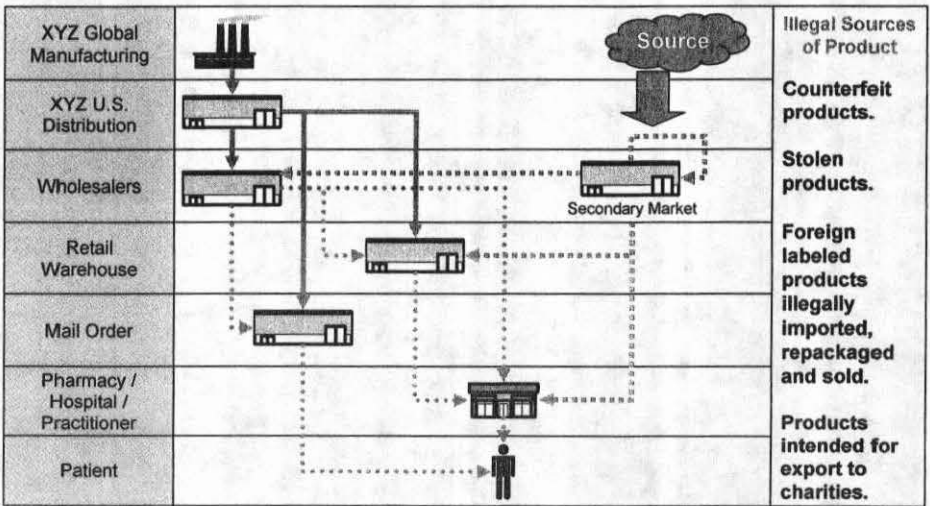 XYZ Global
Manufacturing
XYZ U.S.
Distribution
Wholesalers
Retail
Warehouse
Mail Order
Pharmacy /
Hospital /
Practitioner
Patient
Source
Secondary Market
Illegal Sources
of Product
Counterfeit
products.
Stolen
products.
Foreign
labeled
products
illegally
imported,
repackaged
and sold.
Products
intended for
export to
charities.